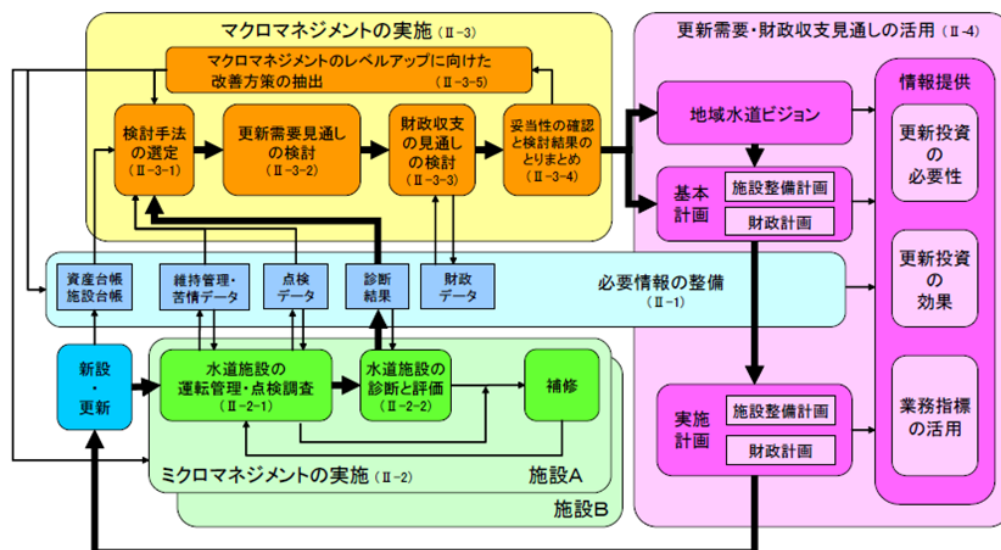 マクロマネジメントの実施(Ⅱ-3)
マクロマネジメントのレベルアップに向けた
改善方策の抽出 (Ⅱ-3-5)
検討手法
の選定
(Ⅱ-3-1)
更新需要見通し
の検討
(Ⅱ-3-2)
財政収支
の見通し
の検討
(Ⅱ-3-3)
妥当性の確認
と検討結果の
とりまとめ
(Ⅱ-3-4)
更新需要・財政収支見通しの活用(Ⅱ-4)
地域水道ビジョン
基本
計画
施設整備計画
財政計画
実施
計画
施設整備計画
財政計画
情報提供
更新投資
の
必要性
更新投資
の
効果
業務指標
の活用
資産台帳
施設台帳
維持管理・
苦情データ
点検
データ
診断
結果
財政
データ
必要情報の整備
(Ⅱ-1)
新設
・
更新
水道施設の
運転管理・点検調査
(Ⅱ-2-1)
水道施設の
診断と評価
(Ⅱ-2-2)
補修
ミクロマネジメントの実施(Ⅱ-2)
施設A
施設B